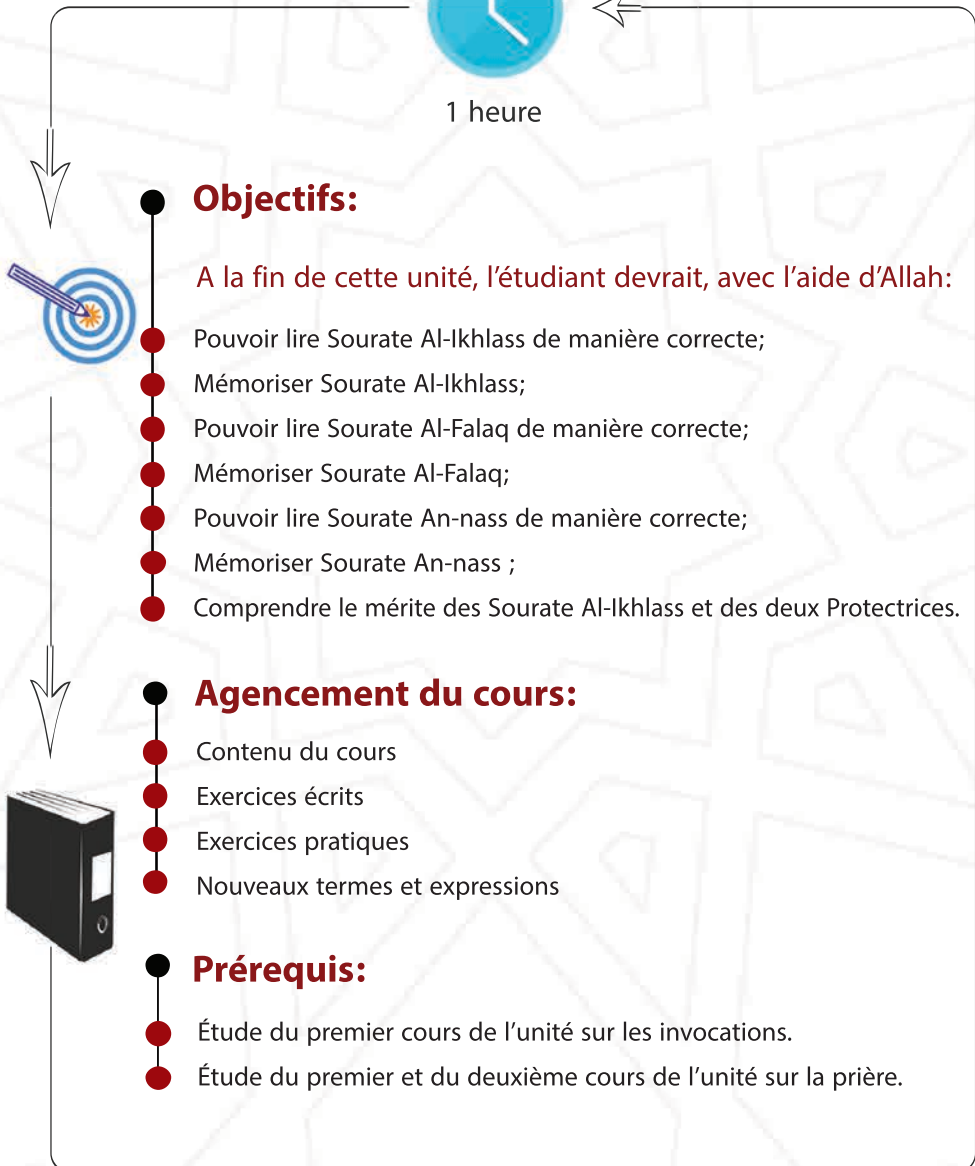 1 heure
Objectifs:
A la fin de cette unité, l'étudiant devrait, avec l'aide d'Allah:
Pouvoir lire Sourate Al-Ikhlass de manière correcte;
Mémoriser Sourate Al-Ikhlass;
Pouvoir lire Sourate Al-Falaq de manière correcte;
Mémoriser Sourate Al-Falaq;
Pouvoir lire Sourate An-nass de manière correcte;
Mémoriser Sourate An-nass ;
Comprendre le mérite des Sourate Al-Ikhlass et des deux Protectrices.
Agencement du cours:
Contenu du cours
Exercices écrits
Exercices pratiques
Nouveaux termes et expressions
Prérequis:
Étude du premier cours de l'unité sur les invocations.
Étude du premier et du deuxième cours de l'unité sur la prière.